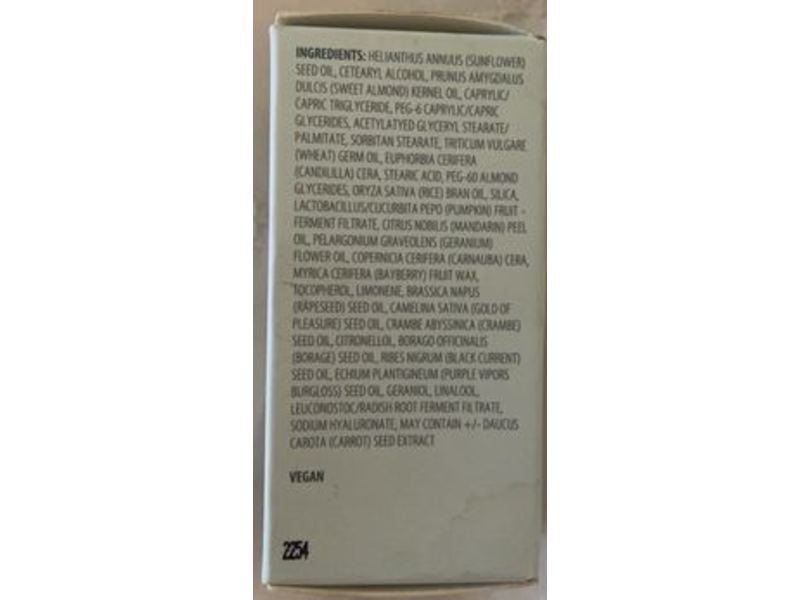 INGREDIENTS: HELIANTHUS ANNUUS (SUNFLOWER)
SEED OIL, CETEARYL ALCOHOL, PRUNUS AMYGDALUS
DULCIS (SWEET ALMOND) KERNEL OIL, CAPRYLIC/
CAPRIC TRIGLYCERIDE, PEG-6 CAPRYLIC/CAPRIC
GLYCERIDES, ACETYLATYED GLYCERYL STEARATE/
PALMITATE, SORBITAN STEARATE, TRITICUM VULGARE
(WHEAT) GERM OIL, EUPHORBIA CERIFERA
(CANDILILLA) CERA, STEARIC ACID, PEG-60 ALMOND
GLYCERIDES, ORYZA SATIVA (RICE) BRAN OIL, SILICA,
LACTOBACILLUS/CUCURBITA PEPO (PUMPKIN) FRUIT -
FERMENT FILTRATE, CITRUS NOBILIS (MANDARIN) PEEL
OIL, PELARGONIUM GRAVEOLENS (GERANIUM)
FLOWER OIL, COPERNICIA CERIFERA (CARNAUBA) CERA,
MYRICA CERIFERA (BAYBERRY) FRUIT WAX,
TOCOPHEROL, LIMONENE, BRASSICA NAPUS
(RAPESEED) SEED OIL, CAMELINA SATIVA (GOLD OF
PLEASURE) SEED OIL, CRAMBE ABYSSINICA (CRAMBE)
SEED OIL, CITRONELLOL, BORAGO OFFICINALIS
(BORAGE) SEED OIL, RIBES NIGRUM (BLACK CURRENT)
SEED OIL, ECHIUM PLANTIGINEUM (PURPLE VIPORS
BURGLOSS) SEED OIL, GERANIOL, LINALOOL,
LEUCONOSTOC/RADISH ROOT FERMENT FILTRATE,
SODIUM HYALURONATE, MAY CONTAIN +/- DAUCUS
CAROTA (CARROT) SEED EXTRACT
VEGAN
2254